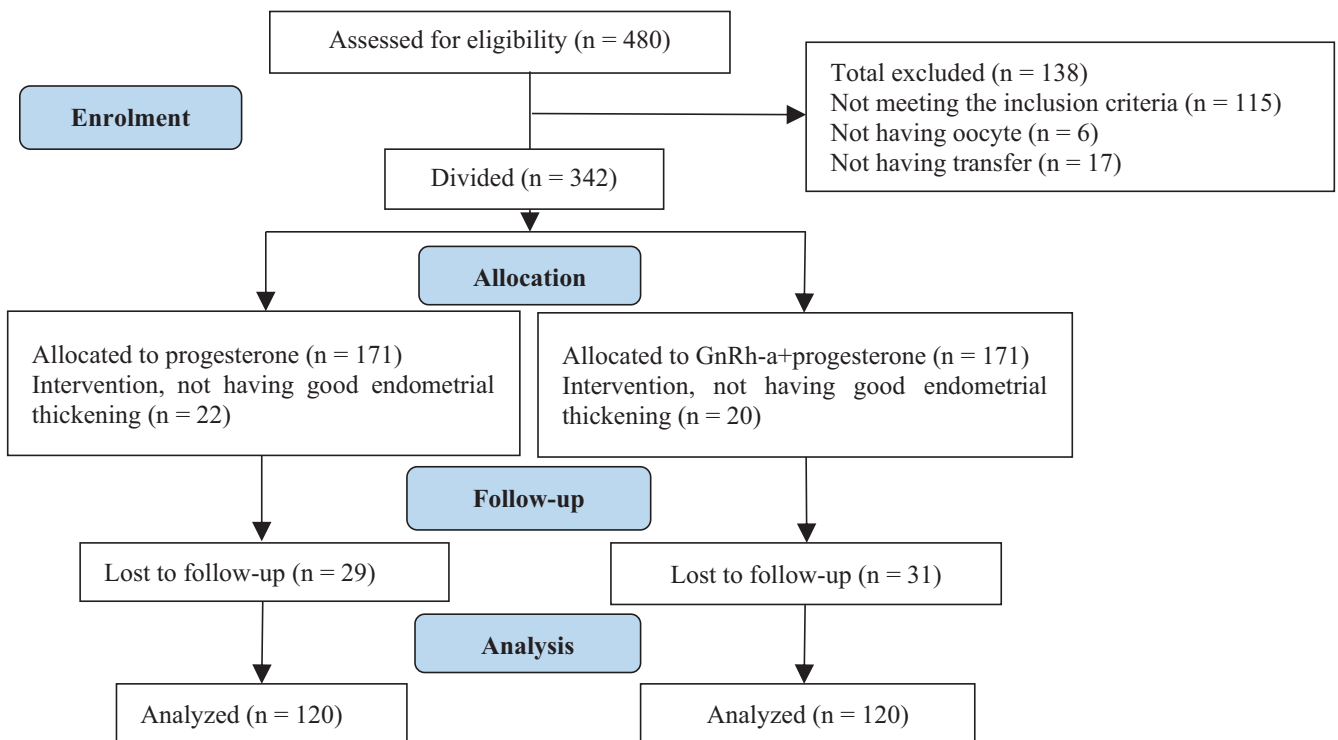 Assessed for eligibility (n = 480)
Total excluded (n = 138)
Not meeting the inclusion criteria (n = 115)
Not having oocyte (n = 6)
Not having transfer (n = 17)
Enrolment
Divided (n = 342)
Allocation
Allocated to progesterone (n = 171)
Intervention, not having good endometrial
thickening (n = 22)
Allocated to GnRh-a+progesterone (n = 171)
Intervention, not having good endometrial
thickening (n = 20)
Follow-up
Lost to follow-up (n = 29)
Lost to follow-up (n = 31)
Analysis
Analyzed (n = 120)
Analyzed (n = 120)